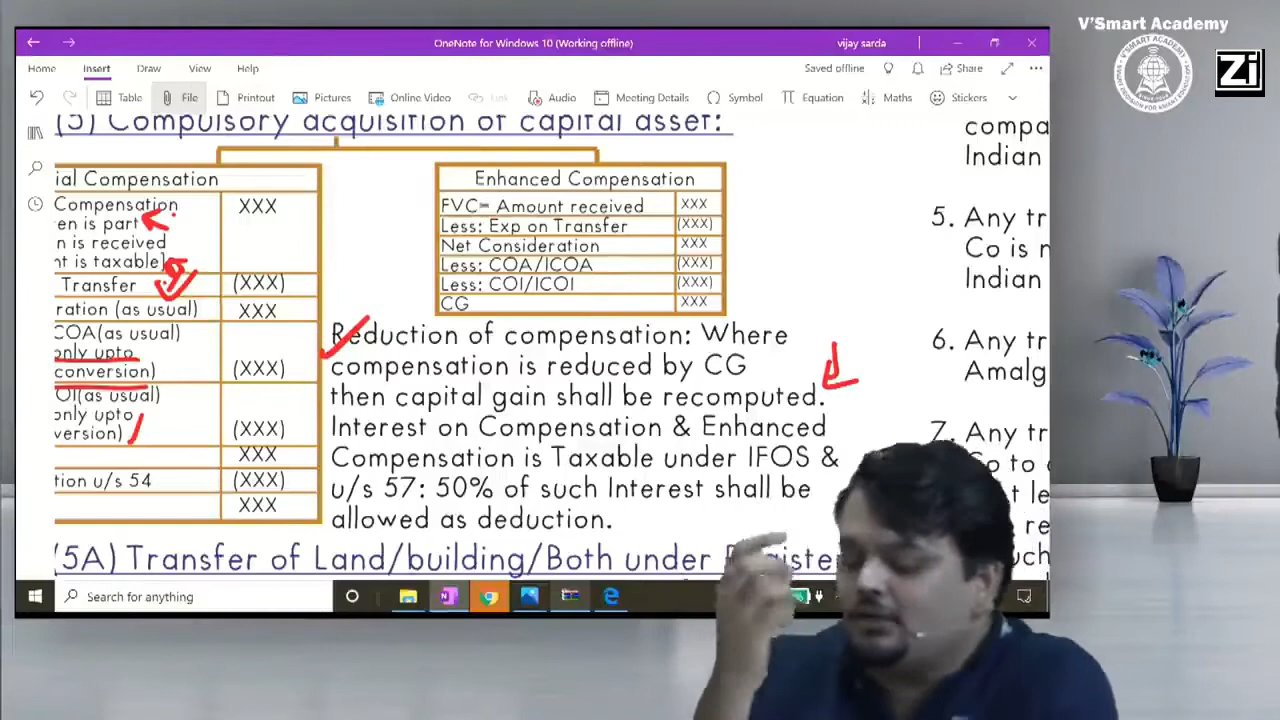 V'Smart Academy
OneNote for Windows 10 (Working offline)
vijay sarda
Home
Insert
Draw
View
Help
Saved offline
Share
Table
File
Printout
Pictures
Online Video
Link
Audio
Meeting Details
Symbol
Equation
Maths
Stickers
Zi
(5) Compulsory acquisition of capital asset:
ial Compensation
Compensation XXX
en is part
n is received
nt is taxable]
Transfer (XXX)
ration (as usual) XXX
COA(as usual)
only upto
conversion) (XXX)
OI(as usual)
only upto
version) (XXX)
XXX
tion u/s 54 (XXX)
XXX
Enhanced Compensation
FVC= Amount received XXX
Less: Exp on Transfer (XXX)
Net Consideration XXX
Less: COA/ICOA (XXX)
Less: COI/ICOI (XXX)
CG XXX
Reduction of compensation: Where
compensation is reduced by CG
then capital gain shall be recomputed.
Interest on Compensation & Enhanced
Compensation is Taxable under IFOS &
u/s 57: 50% of such Interest shall be
allowed as deduction.
(5A) Transfer of Land/building/Both under Registe
compa
Indian
5. Any tr
Co is r
Indian
6. Any tr
Amalg
7. Any tr
Co to
t le
re
uch
Search for anything